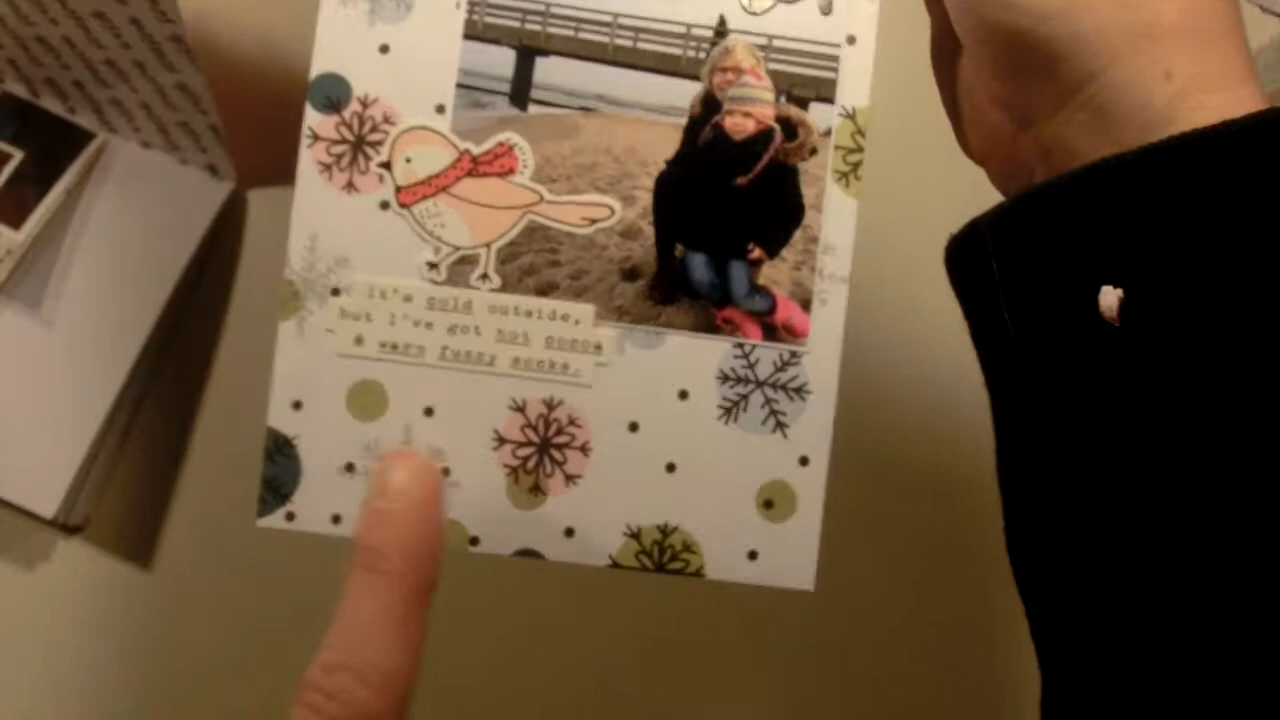 it's cold outside,
but i've got hot cocoa
& warm fuzzy socks.